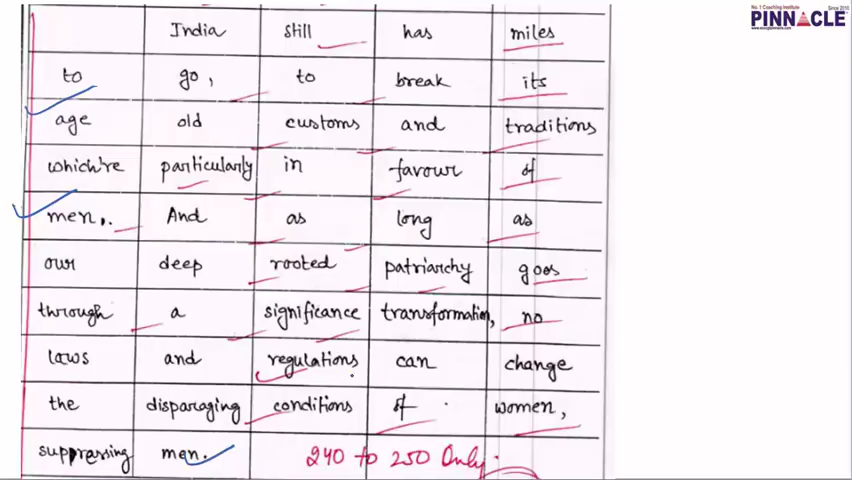 No.1 Coaching Institute Since 2010
PINNACLE
India still has miles
to go, to break its
age old customs and traditions
which're particularly in favour of
men,. And as long as
our deep rooted patriarchy goes
through a significance transformation, no
laws and regulations can change
the disparaging conditions of women,
suppressing men. 240 to 250 Only.